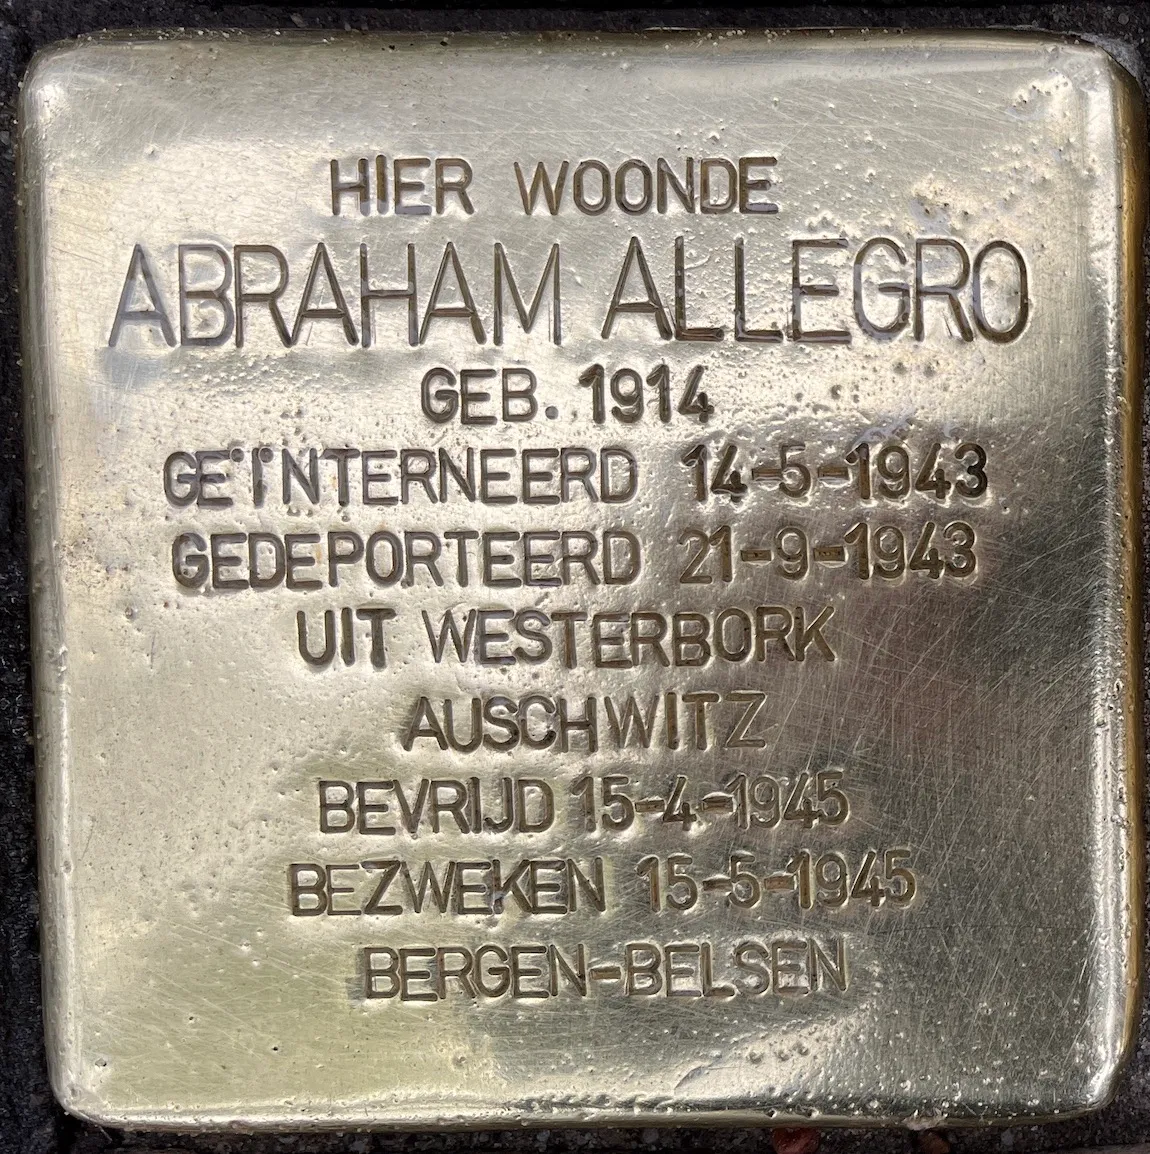 HIER WOONDE
ABRAHAM ALLEGRO
GEB. 1914
GEÏNTERNEERD 14-5-1943
GEDEPORTEERD 21-9-1943
UIT WESTERBORK
AUSCHWITZ
BEVRIJD 15-4-1945
BEZWEKEN 15-5-1945
BERGEN-BELSEN